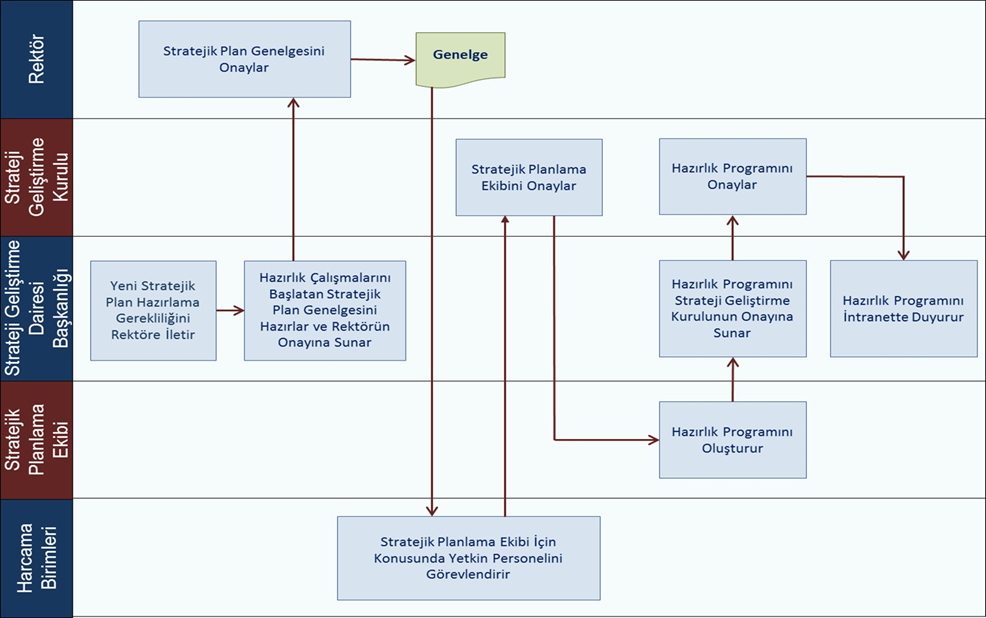 Rektör
Stratejik Plan Genelgesini
Onaylar
Genelge
Strateji
Geliştirme
Kurulu
Stratejik Planlama
Ekibini Onaylar
Hazırlık Programını
Onaylar
Strateji Geliştirme
Dairesi
Başkanlığı
Yeni Stratejik
Plan Hazırlama
Gerekliliğini
Rektöre İletir
Hazırlık Çalışmalarını
Başlatan Stratejik
Plan Genelgesini
Hazırlar ve Rektörün
Onayına Sunar
Hazırlık Programını
Strateji Geliştirme
Kurulunun Onayına
Sunar
Hazırlık Programını
İntranette Duyurur
Stratejik
Planlama
Ekibi
Hazırlık Programını
Oluşturur
Harcama
Birimleri
Stratejik Planlama Ekibi İçin
Konusunda Yetkin Personelini
Görevlendirir